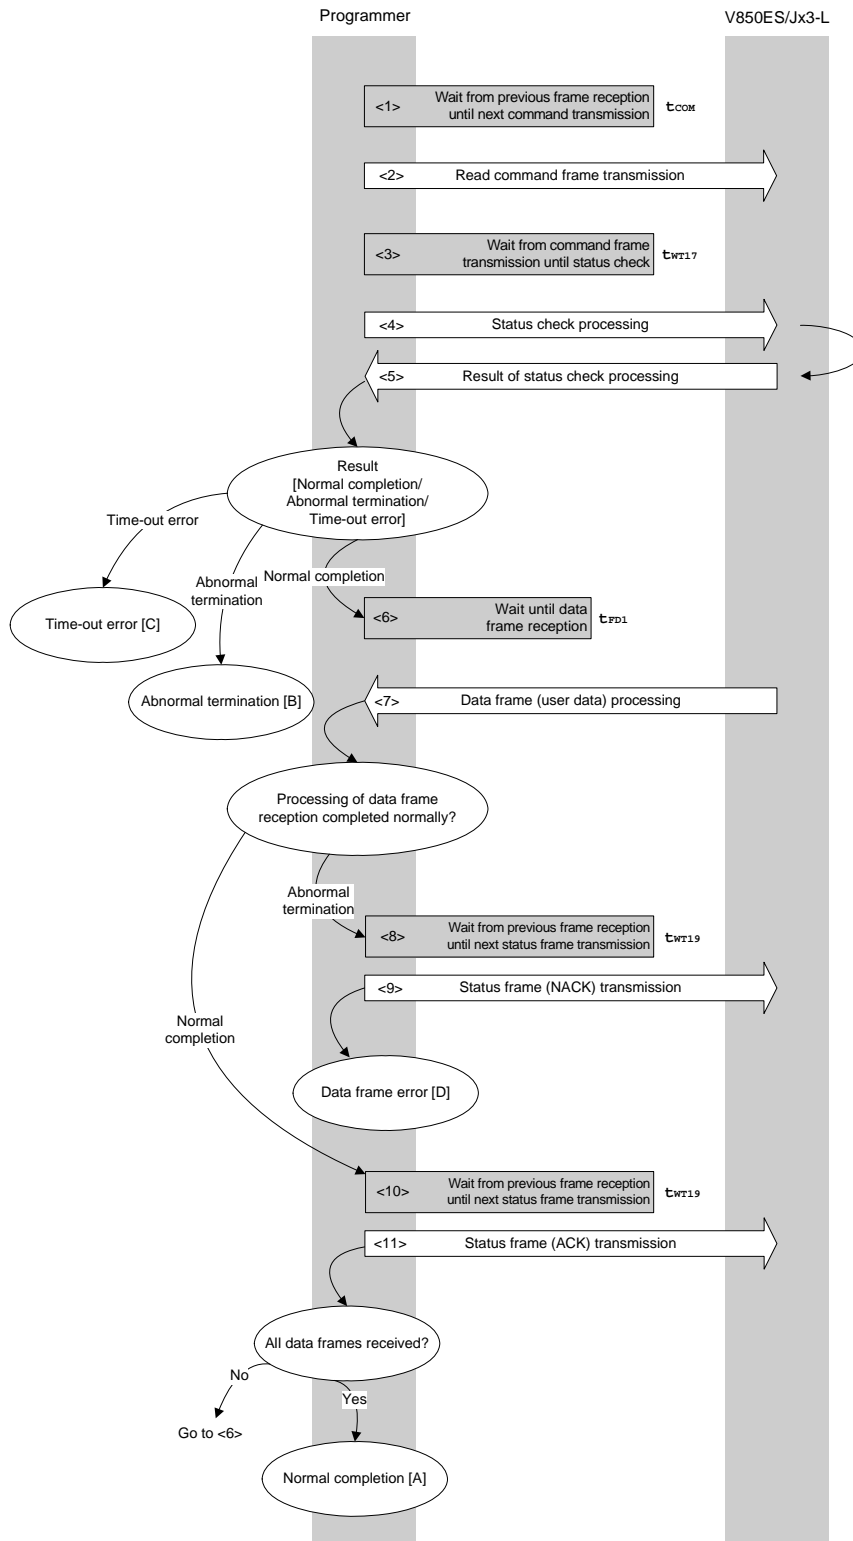 Programmer
V850ES/Jx3-L
<1> Wait from previous frame reception
until next command transmission
tCOM
<2> Read command frame transmission
<3> Wait from command frame
transmission until status check
tWT17
<4> Status check processing
<5> Result of status check processing
Result
[Normal completion/
Abnormal termination/
Time-out error]
Time-out error
Abnormal
termination
Normal completion
Time-out error [C]
<6> Wait until data
frame reception
tFD1
Abnormal termination [B]
<7> Data frame (user data) processing
Processing of data frame
reception completed normally?
Abnormal
termination
<8> Wait from previous frame reception
until next status frame transmission
tWT19
<9> Status frame (NACK) transmission
Normal
completion
Data frame error [D]
<10> Wait from previous frame reception
until next status frame transmission
tWT19
<11> Status frame (ACK) transmission
All data frames received?
No
Yes
Go to <6>
Normal completion [A]